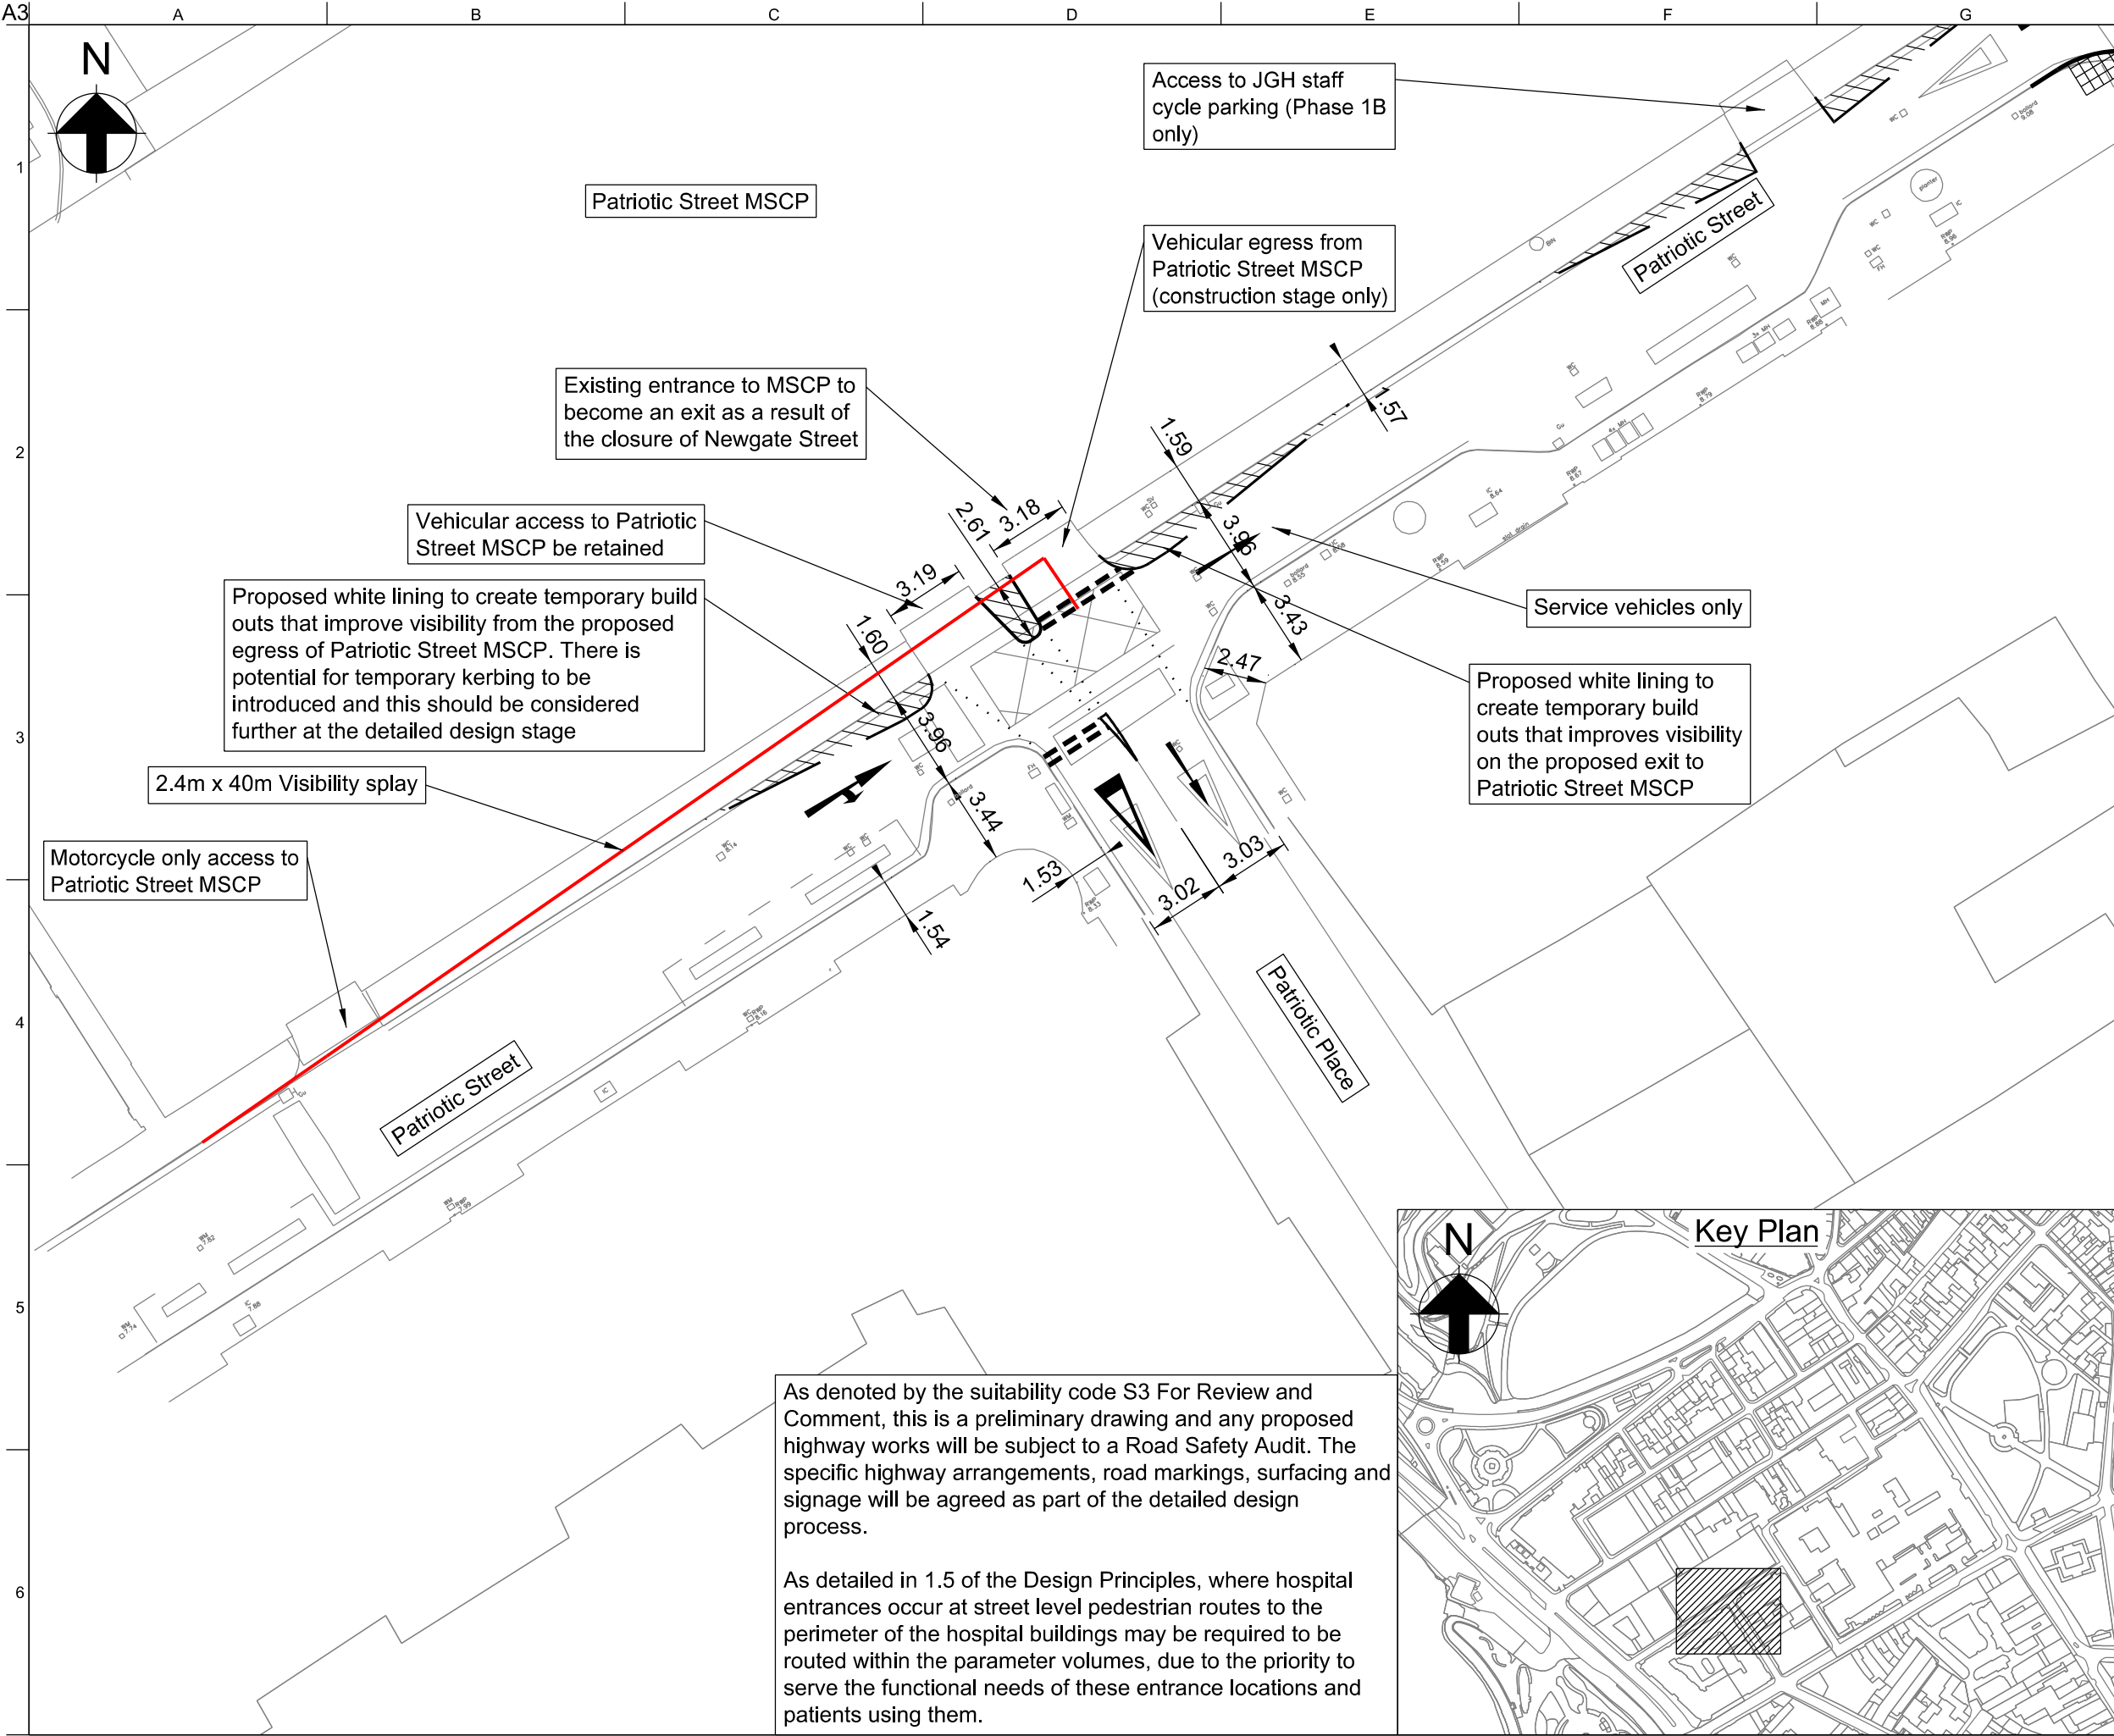 A3
A
B
C
D
E
F
G
1
2
3
4
5
6
N
Access to JGH staff
cycle parking (Phase 1B
only)
Patriotic Street MSCP
Patriotic Street
Vehicular egress from
Patriotic Street MSCP
(construction stage only)
Existing entrance to MSCP to
become an exit as a result of
the closure of Newgate Street
Vehicular access to Patriotic
Street MSCP be retained
Proposed white lining to create temporary build
outs that improve visibility from the proposed
egress of Patriotic Street MSCP. There is
potential for temporary kerbing to be
introduced and this should be considered
further at the detailed design stage
2.4m x 40m Visibility splay
Motorcycle only access to
Patriotic Street MSCP
Service vehicles only
Proposed white lining to
create temporary build
outs that improves visibility
on the proposed exit to
Patriotic Street MSCP
1.57
1.59
3.96
3.43
2.47
2.61
3.18
3.19
1.60
3.96
3.44
1.54
1.53
3.02
3.03
Patriotic Place
Patriotic Street
bollard
9.08
planter
BIN
slot drain
bollard
8.55
Key Plan
N
As denoted by the suitability code S3 For Review and
Comment, this is a preliminary drawing and any proposed
highway works will be subject to a Road Safety Audit. The
specific highway arrangements, road markings, surfacing and
signage will be agreed as part of the detailed design
process.
As detailed in 1.5 of the Design Principles, where hospital
entrances occur at street level pedestrian routes to the
perimeter of the hospital buildings may be required to be
routed within the parameter volumes, due to the priority to
serve the functional needs of these entrance locations and
patients using them.